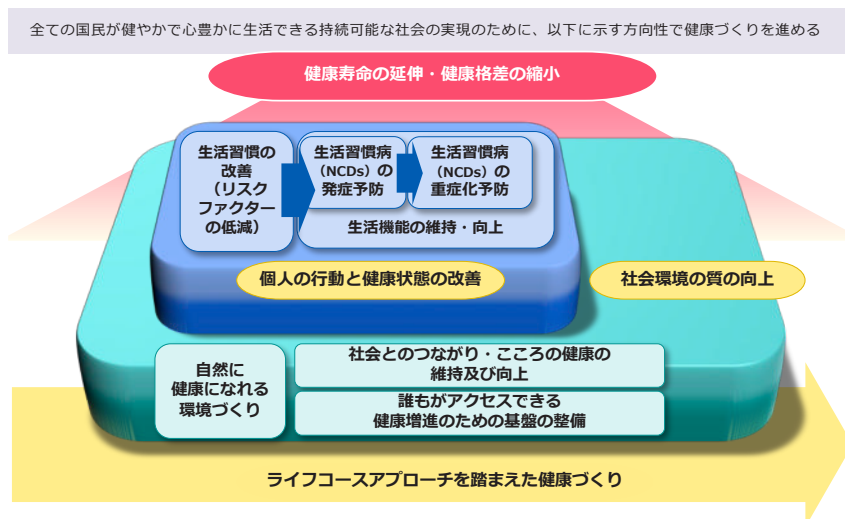 全ての国民が健やかで心豊かに生活できる持続可能な社会の実現のために、以下に示す方向性で健康づくりを進める
健康寿命の延伸・健康格差の縮小
生活習慣の
改善
（リスク
ファクター
の低減）
生活習慣病
（NCDs）の
発症予防
生活習慣病
（NCDs）の
重症化予防
生活機能の維持・向上
個人の行動と健康状態の改善
社会環境の質の向上
自然に
健康になれる
環境づくり
社会とのつながり・こころの健康の
維持及び向上
誰もがアクセスできる
健康増進のための基盤の整備
ライフコースアプローチを踏まえた健康づくり